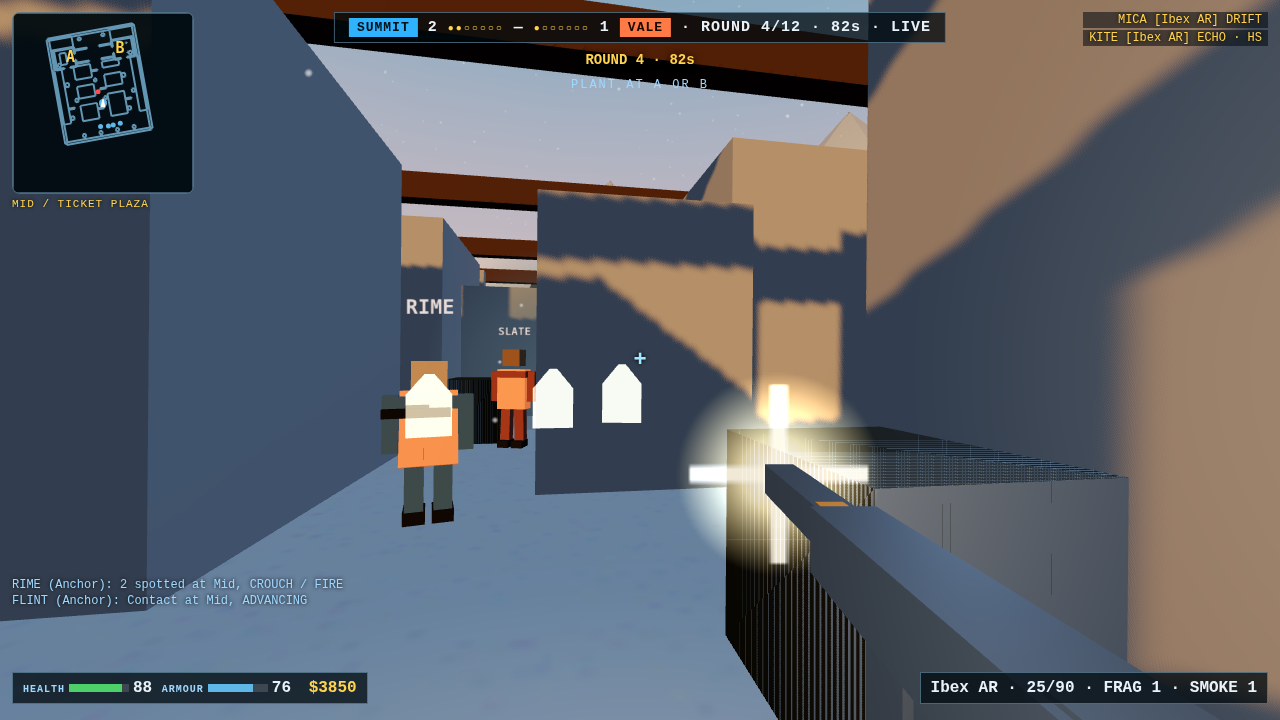 SUMMIT 2 — 1 VALE · ROUND 4/12 · 82s · LIVE
MICA [Ibex AR] DRIFT
KITE [Ibex AR] ECHO · HS
ROUND 4 · 82s
PLANT AT A OR B
A
B
MID / TICKET PLAZA
RIME
SLATE
RIME (Anchor): 2 spotted at Mid, CROUCH / FIRE
FLINT (Anchor): Contact at Mid, ADVANCING
HEALTH 88 ARMOUR 76 $3850
Ibex AR · 25/90 · FRAG 1 · SMOKE 1